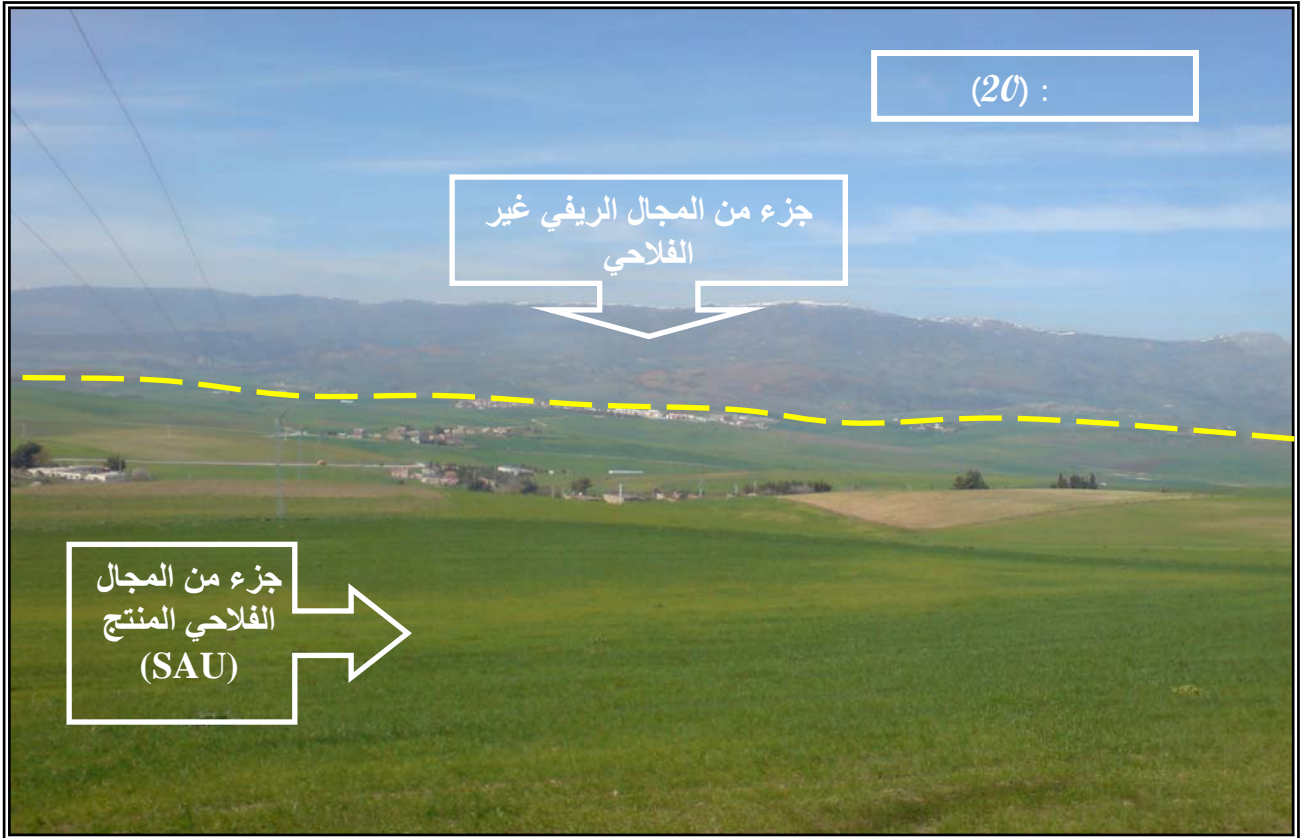 (20) :
جزء من المجال الريفي غير
الفلاحي
جزء من المجال
الفلاحي المنتج
(SAU)